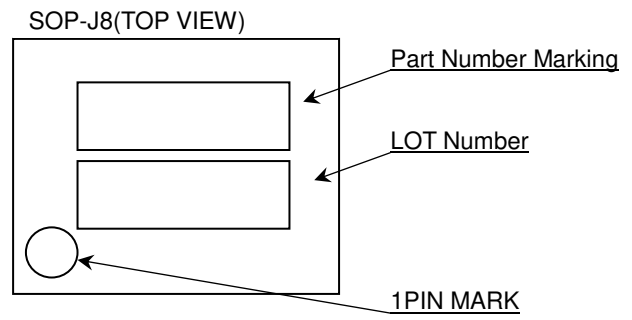 SOP-J8(TOP VIEW)
Part Number Marking
LOT Number
1PIN MARK